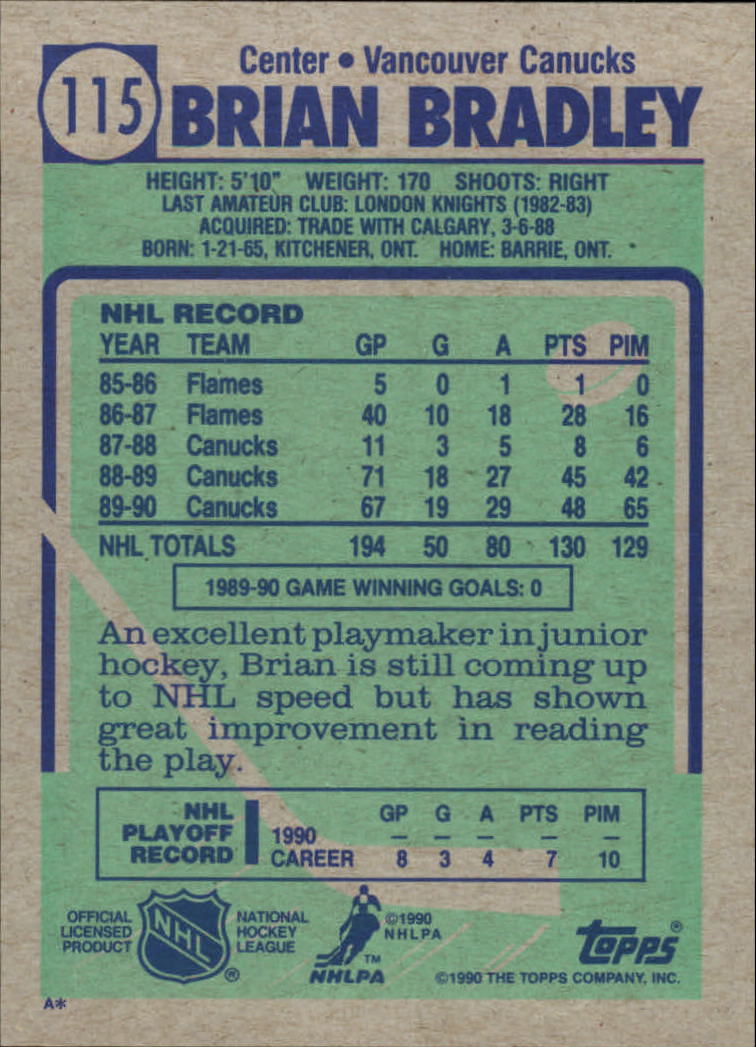 115
Center • Vancouver Canucks
BRIAN BRADLEY
HEIGHT: 5'10" WEIGHT: 170 SHOOTS: RIGHT
LAST AMATEUR CLUB: LONDON KNIGHTS (1982-83)
ACQUIRED: TRADE WITH CALGARY, 3-6-88
BORN: 1-21-65, KITCHENER, ONT. HOME: BARRIE, ONT.
NHL RECORD
YEAR TEAM GP G A PTS PIM
85-86 Flames 5 0 1 1 0
86-87 Flames 40 10 18 28 16
87-88 Canucks 11 3 5 8 6
88-89 Canucks 71 18 27 45 42
89-90 Canucks 67 19 29 48 65
NHL TOTALS 194 50 80 130 129
1989-90 GAME WINNING GOALS: 0
An excellent playmaker in junior
hockey, Brian is still coming up
to NHL speed but has shown
great improvement in reading
the play.
NHL
PLAYOFF
RECORD
GP G A PTS PIM
1990 – – – – –
CAREER 8 3 4 7 10
OFFICIAL
LICENSED
PRODUCT
NHL
®
NATIONAL
HOCKEY
LEAGUE
TM
NHLPA
©1990
NHLPA
topps®
©1990 THE TOPPS COMPANY, INC.
A*